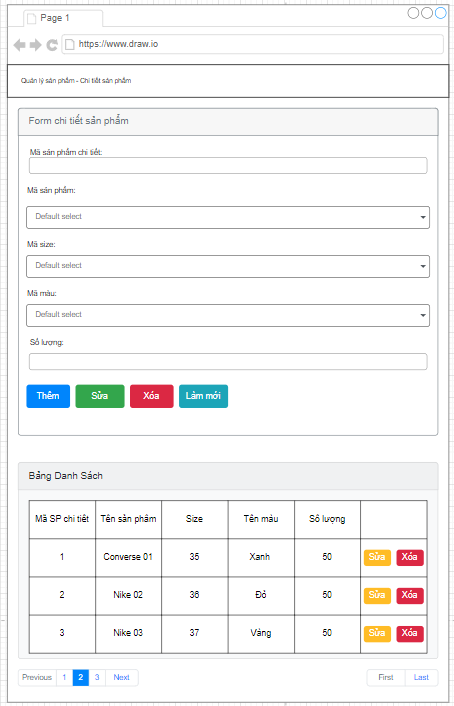 Page 1
https://www.draw.io
Quản lý sản phẩm - Chi tiết sản phẩm
Form chi tiết sản phẩm
Mã sản phẩm chi tiết:
Mã sản phẩm:
Default select
Mã size:
Default select
Mã màu:
Default select
Số lượng:
Thêm Sửa Xóa Làm mới
Bảng Danh Sách
Mã SP chi tiết Tên sản phẩm Size Tên màu Số lượng
1 Converse 01 35 Xanh 50 Sửa Xóa
2 Nike 02 36 Đỏ 50 Sửa Xóa
3 Nike 03 37 Vàng 50 Sửa Xóa
Previous 1 2 3 Next First Last